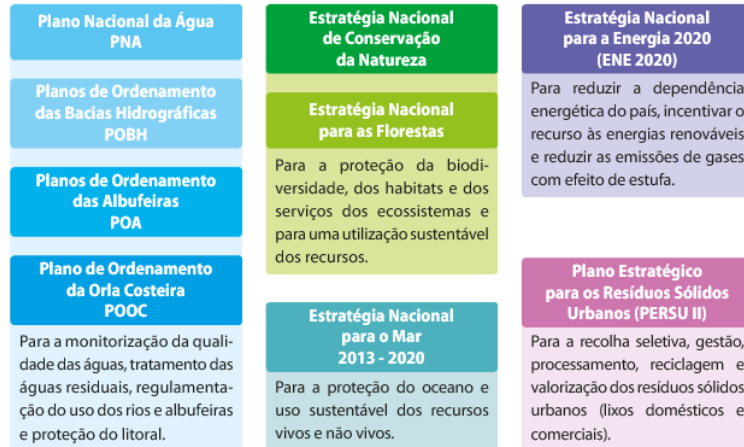 Plano Nacional da Água
PNA
Planos de Ordenamento
das Bacias Hidrográficas
POBH
Planos de Ordenamento
das Albufeiras
POA
Plano de Ordenamento
da Orla Costeira
POOC
Para a monitorização da quali-
dade das águas, tratamento das
águas residuais, regulamenta-
ção do uso dos rios e albufeiras
e proteção do litoral.
Estratégia Nacional
de Conservação
da Natureza
Estratégia Nacional
para as Florestas
Para a proteção da biodi-
versidade, dos habitats e dos
serviços dos ecossistemas e
para uma utilização sustentável
dos recursos.
Estratégia Nacional
para o Mar
2013 - 2020
Para a proteção do oceano e
uso sustentável dos recursos
vivos e não vivos.
Estratégia Nacional
para a Energia 2020
(ENE 2020)
Para reduzir a dependência
energética do país, incentivar o
recurso às energias renováveis
e reduzir as emissões de gases
com efeito de estufa.
Plano Estratégico
para os Resíduos Sólidos
Urbanos (PERSU II)
Para a recolha seletiva, gestão,
processamento, reciclagem e
valorização dos resíduos sólidos
urbanos (lixos domésticos e
comerciais).